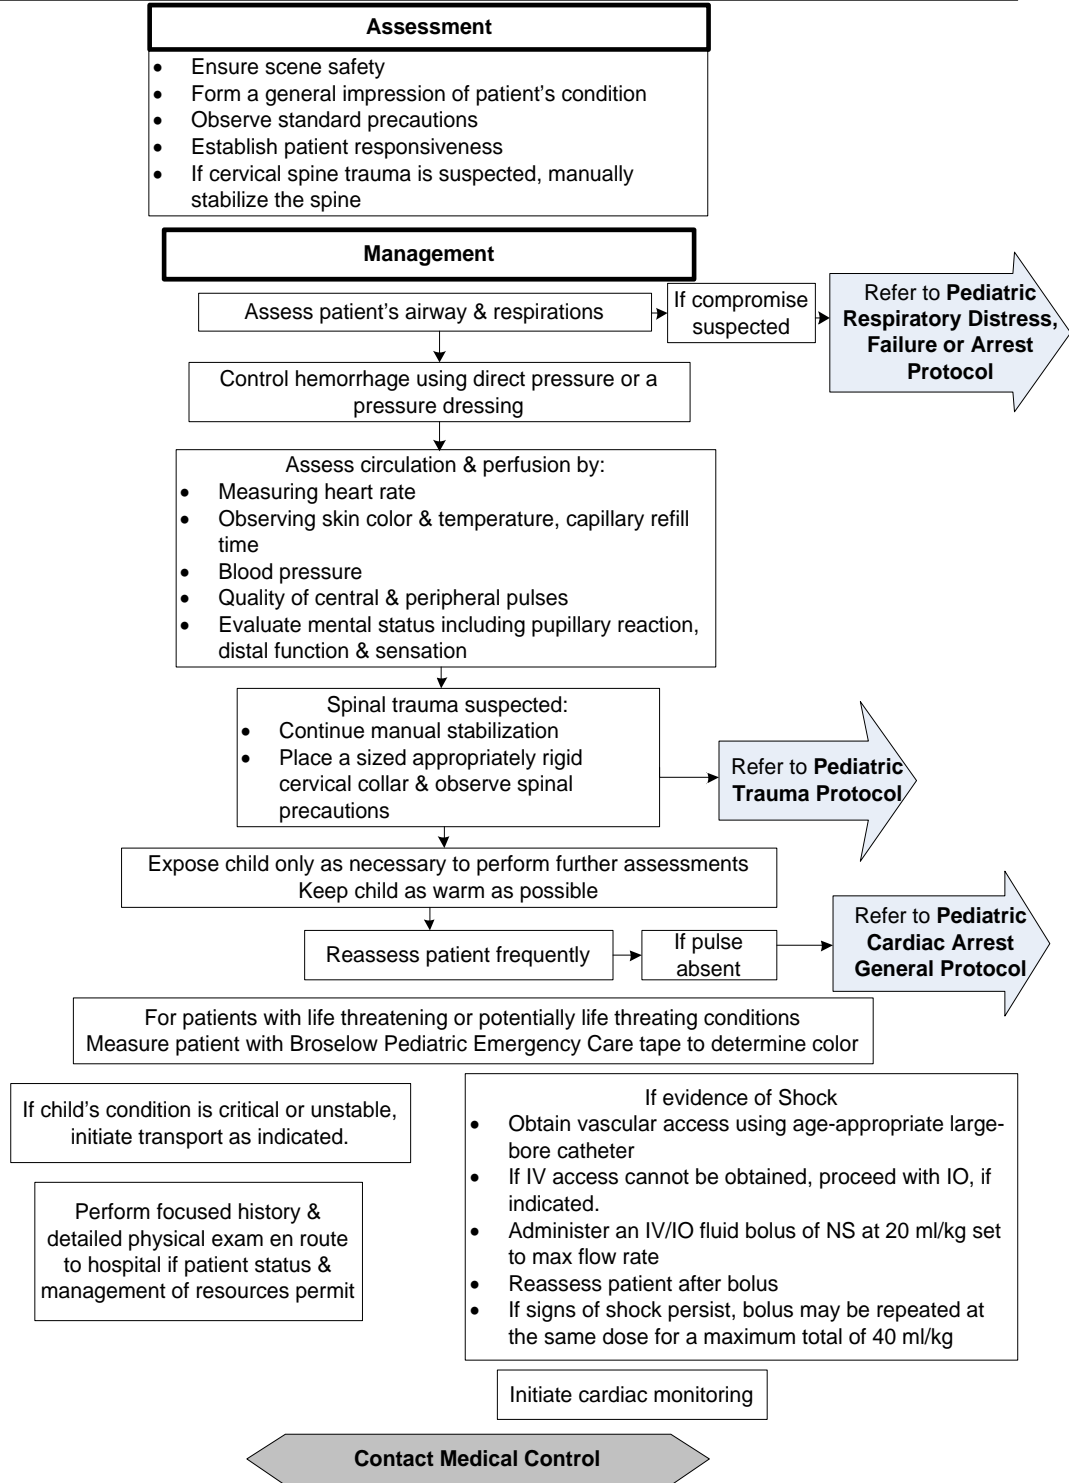 Assessment
• Ensure scene safety
• Form a general impression of patient's condition
• Observe standard precautions
• Establish patient responsiveness
• If cervical spine trauma is suspected, manually
stabilize the spine
Management
Assess patient's airway & respirations
If compromise
suspected
Refer to Pediatric
Respiratory Distress,
Failure or Arrest
Protocol
Control hemorrhage using direct pressure or a
pressure dressing
Assess circulation & perfusion by:
• Measuring heart rate
• Observing skin color & temperature, capillary refill
time
• Blood pressure
• Quality of central & peripheral pulses
• Evaluate mental status including pupillary reaction,
distal function & sensation
Spinal trauma suspected:
• Continue manual stabilization
• Place a sized appropriately rigid
cervical collar & observe spinal
precautions
Refer to Pediatric
Trauma Protocol
Expose child only as necessary to perform further assessments
Keep child as warm as possible
Reassess patient frequently
If pulse
absent
Refer to Pediatric
Cardiac Arrest
General Protocol
For patients with life threatening or potentially life threating conditions
Measure patient with Broselow Pediatric Emergency Care tape to determine color
If child's condition is critical or unstable,
initiate transport as indicated.
Perform focused history &
detailed physical exam en route
to hospital if patient status &
management of resources permit
If evidence of Shock
• Obtain vascular access using age-appropriate large-
bore catheter
• If IV access cannot be obtained, proceed with IO, if
indicated.
• Administer an IV/IO fluid bolus of NS at 20 ml/kg set
to max flow rate
• Reassess patient after bolus
• If signs of shock persist, bolus may be repeated at
the same dose for a maximum total of 40 ml/kg
Initiate cardiac monitoring
Contact Medical Control